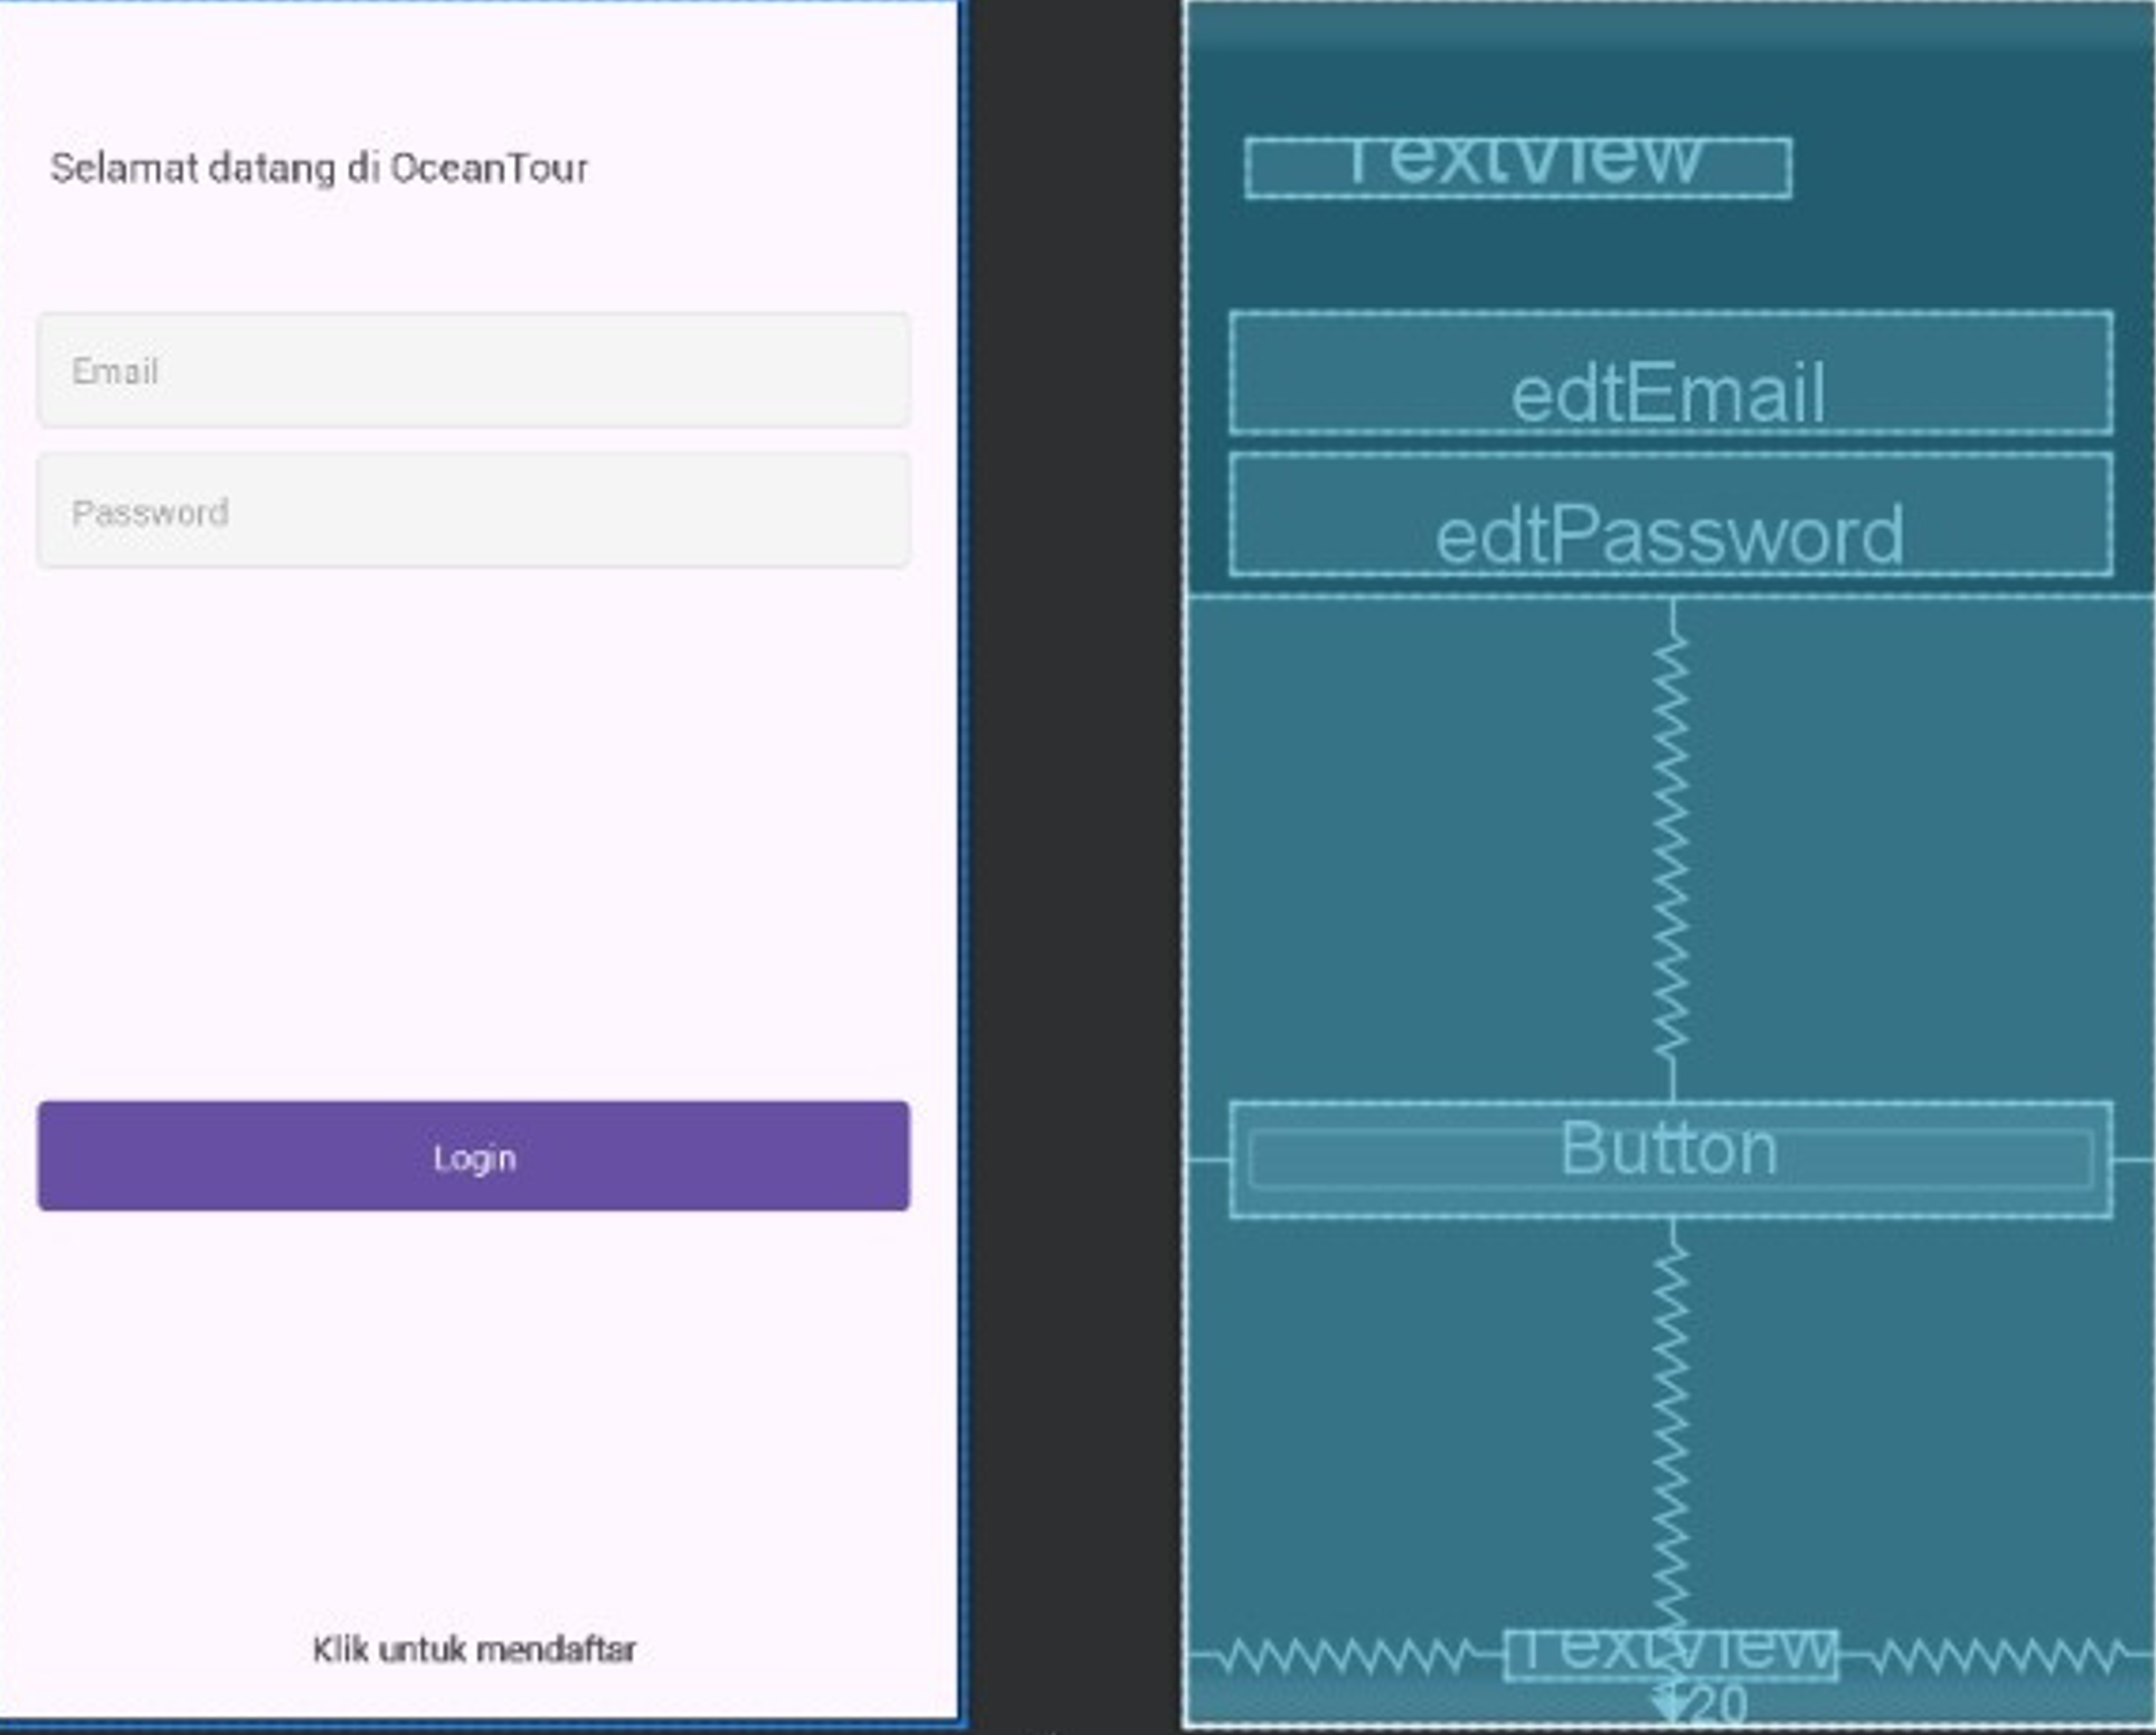 Selamat datang di OceanTour
Email
Password
Login
Klik untuk mendaftar
TextView
edtEmail
edtPassword
Button
TextView
20